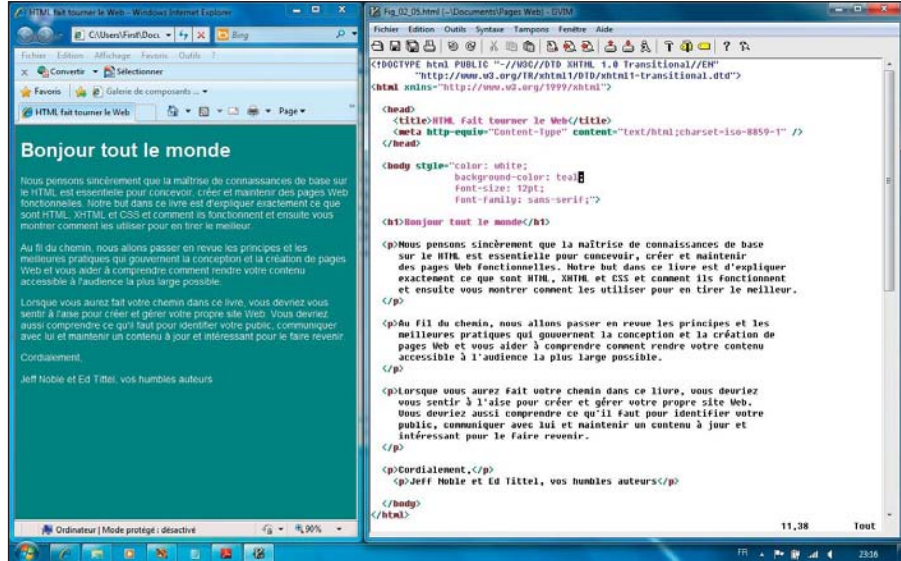 HTML fait tourner le Web - Windows Internet Explorer
C:\Users\First\Docu
Bing
Fichier Edition Affichage Favoris Outils ?
x Convertir Sélectionner
Favoris Galerie de composants ...
HTML fait tourner le Web
Page
Bonjour tout le monde
Nous pensons sincèrement que la maîtrise de connaissances de base sur
le HTML est essentielle pour concevoir, créer et maintenir des pages Web
fonctionnelles. Notre but dans ce livre est d'expliquer exactement ce que
sont HTML, XHTML et CSS et comment ils fonctionnent et ensuite vous
montrer comment les utiliser pour en tirer le meilleur.
Au fil du chemin, nous allons passer en revue les principes et les
meilleures pratiques qui gouvernent la conception et la création de pages
Web et vous aider à comprendre comment rendre votre contenu
accessible à l'audience la plus large possible.
Lorsque vous aurez fait votre chemin dans ce livre, vous devriez vous
sentir à l'aise pour créer et gérer votre propre site Web. Vous devriez
aussi comprendre ce qu'il faut pour identifier votre public, communiquer
avec lui et maintenir un contenu à jour et intéressant pour le faire revenir.
Cordialement,
Jeff Noble et Ed Tittel, vos humbles auteurs
Ordinateur | Mode protégé : désactivé
90%
Fig_02_05.html (~\Documents\Pages Web) - GVIM
Fichier Edition Outils Syntaxe Tampons Fenêtre Aide
<!DOCTYPE html PUBLIC "-//W3C//DTD XHTML 1.0 Transitional//EN"
"http://www.w3.org/TR/xhtml1/DTD/xhtml1-transitional.dtd">
<html xmlns="http://www.w3.org/1999/xhtml">
<head>
<title>HTML fait tourner le Web</title>
<meta http-equiv="Content-Type" content="text/html;charset=iso-8859-1" />
</head>
<body style="color: white;
background-color: teal;
font-size: 12pt;
font-family: sans-serif;">
<h1>Bonjour tout le monde</h1>
<p>Nous pensons sincèrement que la maîtrise de connaissances de base
sur le HTML est essentielle pour concevoir, créer et maintenir
des pages Web fonctionnelles. Notre but dans ce livre est d'expliquer
exactement ce que sont HTML, XHTML et CSS et comment ils fonctionnent
et ensuite vous montrer comment les utiliser pour en tirer le meilleur.
</p>
<p>Au fil du chemin, nous allons passer en revue les principes et les
meilleures pratiques qui gouvernent la conception et la création de
pages Web et vous aider à comprendre comment rendre votre contenu
accessible à l'audience la plus large possible.
</p>
<p>Lorsque vous aurez fait votre chemin dans ce livre, vous devriez
vous sentir à l'aise pour créer et gérer votre propre site Web.
Vous devriez aussi comprendre ce qu'il faut pour identifier votre
public, communiquer avec lui et maintenir un contenu à jour et
intéressant pour le faire revenir.
</p>
<p>Cordialement,</p>
<p>Jeff Noble et Ed Tittel, vos humbles auteurs</p>
</body>
</html>
11,38 Tout
FR 23:16